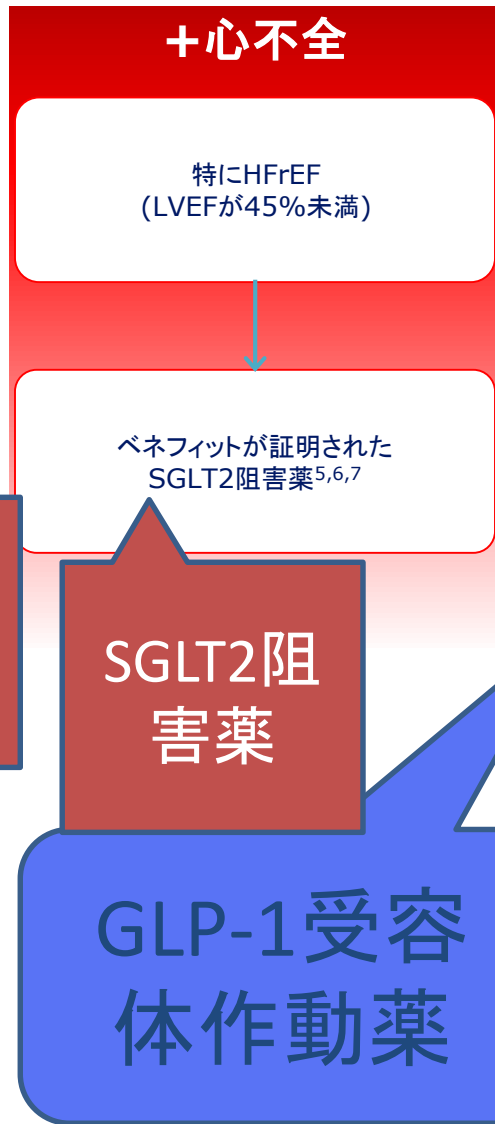 +心不全
特にHFrEF
(LVEFが45%未満)
ベネフィットが証明された
SGLT2阻害薬5,6,7
SGLT2阻
害薬
GLP-1受容
体作動薬